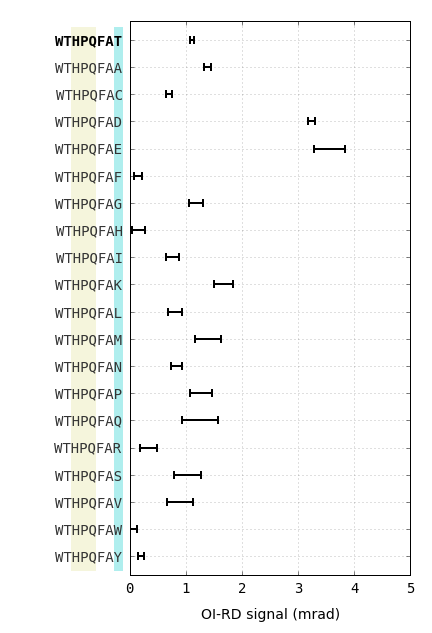 WTHPQFAT
WTHPQFAA
WTHPQFAC
WTHPQFAD
WTHPQFAE
WTHPQFAF
WTHPQFAG
WTHPQFAH
WTHPQFAI
WTHPQFAK
WTHPQFAL
WTHPQFAM
WTHPQFAN
WTHPQFAP
WTHPQFAQ
WTHPQFAR
WTHPQFAS
WTHPQFAV
WTHPQFAW
WTHPQFAY
0 1 2 3 4 5
OI-RD signal (mrad)